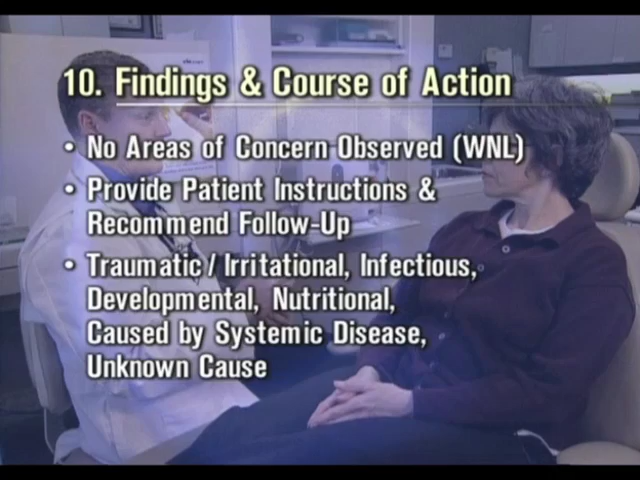 10. Findings & Course of Action
• No Areas of Concern Observed (WNL)
• Provide Patient Instructions &
Recommend Follow-Up
• Traumatic / Irritational, Infectious,
Developmental, Nutritional,
Caused by Systemic Disease,
Unknown Cause